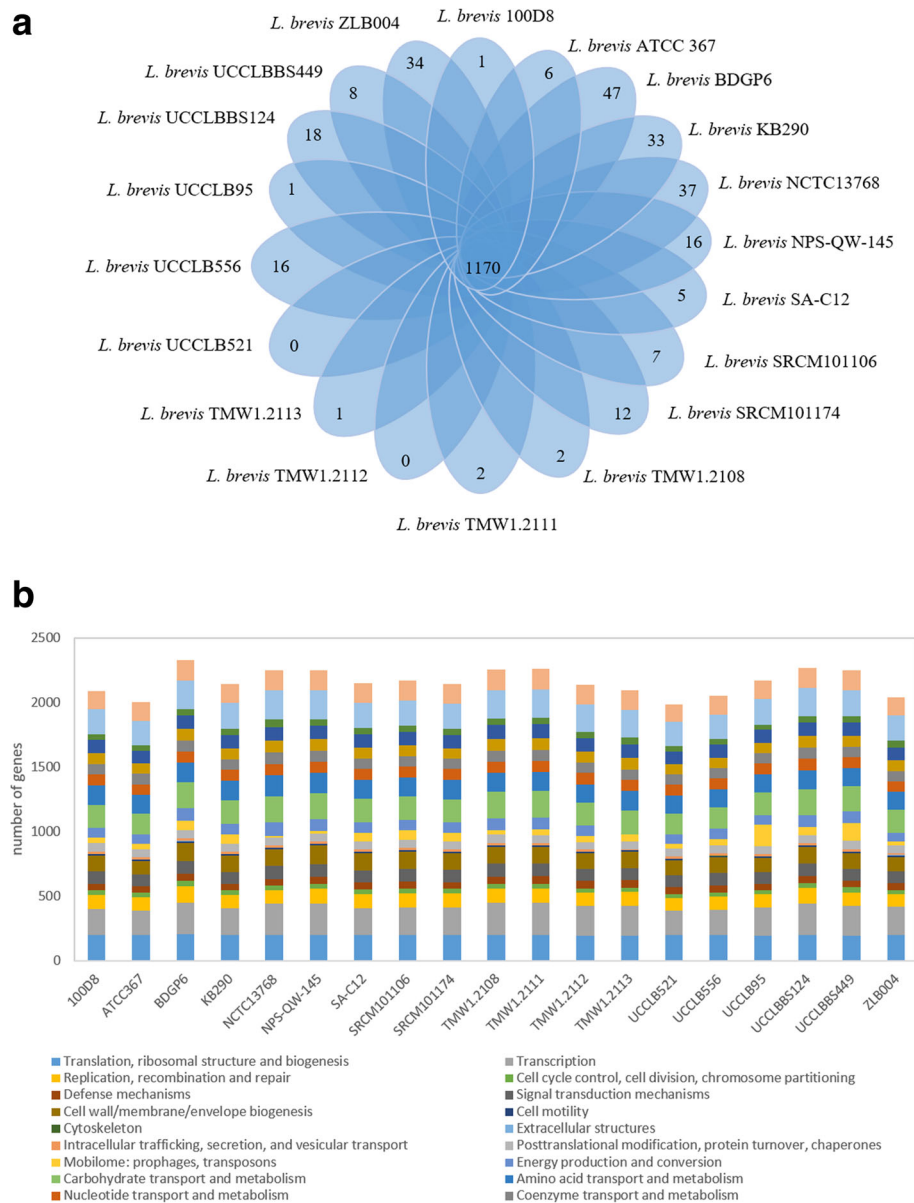 a
L. brevis 100D8
L. brevis ATCC 367
L. brevis BDGP6
L. brevis KB290
L. brevis NCTC13768
L. brevis NPS-QW-145
L. brevis SA-C12
L. brevis SRCM101106
L. brevis SRCM101174
L. brevis TMW1.2108
L. brevis TMW1.2111
L. brevis TMW1.2112
L. brevis TMW1.2113
L. brevis UCCLB521
L. brevis UCCLB556
L. brevis UCCLB95
L. brevis UCCLBBS124
L. brevis UCCLBBS449
L. brevis ZLB004
1
6
47
33
37
16
5
7
12
2
2
0
1
0
16
1
18
8
34
1170
b
number of genes
2500
2000
1500
1000
500
0
100D8
ATCC367
BDGP6
KB290
NCTC13768
NPS-QW-145
SA-C12
SRCM101106
SRCM101174
TMW1.2108
TMW1.2111
TMW1.2112
TMW1.2113
UCCLB521
UCCLB556
UCCLB95
UCCLBBS124
UCCLBBS449
ZLB004
Translation, ribosomal structure and biogenesis
Transcription
Replication, recombination and repair
Cell cycle control, cell division, chromosome partitioning
Defense mechanisms
Signal transduction mechanisms
Cell wall/membrane/envelope biogenesis
Cell motility
Cytoskeleton
Extracellular structures
Intracellular trafficking, secretion, and vesicular transport
Posttranslational modification, protein turnover, chaperones
Mobilome: prophages, transposons
Energy production and conversion
Carbohydrate transport and metabolism
Amino acid transport and metabolism
Nucleotide transport and metabolism
Coenzyme transport and metabolism